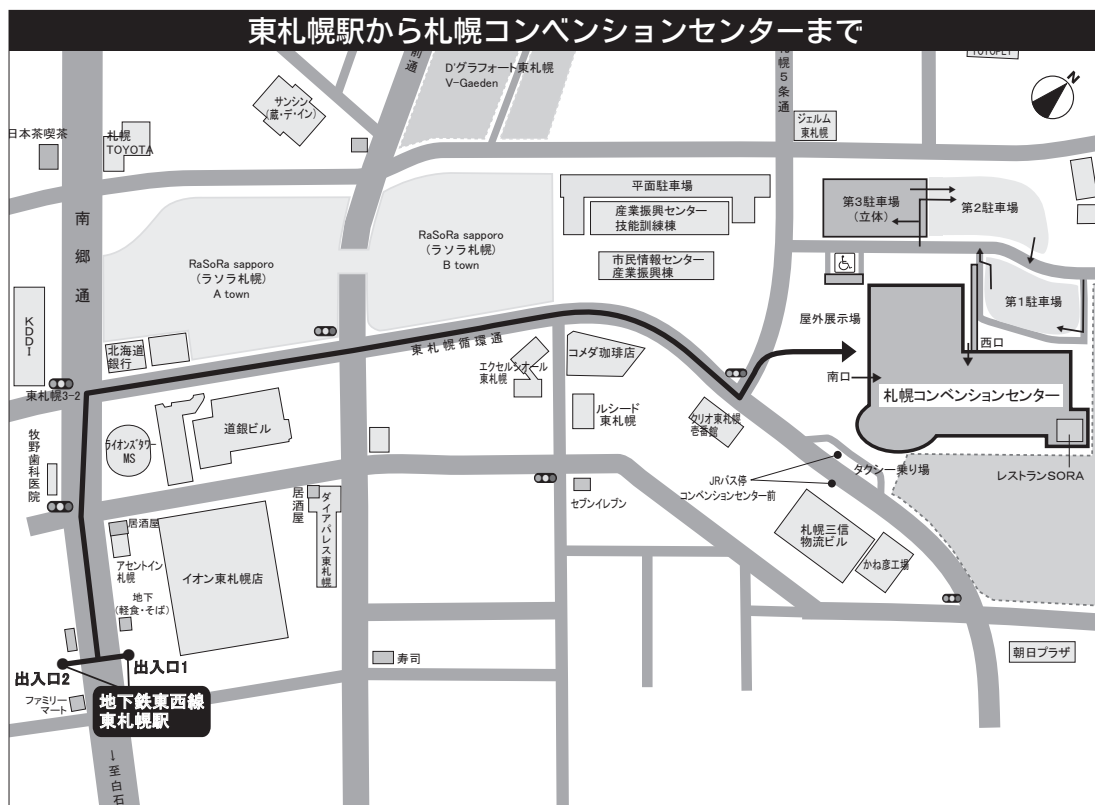 東札幌駅から札幌コンベンションセンターまで
D'グラフォート東札幌
V-Gaeden
前通
札幌5条通
TOYOPET
N
サンシン
(蔵・デ・イン)
ジェルム
東札幌
日本茶喫茶
札幌
TOYOTA
平面駐車場
産業振興センター
技能訓練棟
市民情報センター
産業振興棟
第3駐車場
(立体)
第2駐車場
第1駐車場
南郷通
RaSoRa sapporo
(ラソラ札幌)
A town
RaSoRa sapporo
(ラソラ札幌)
B town
屋外展示場
西口
南口
札幌コンベンションセンター
KDDI
北海道
銀行
東札幌循環通
エクセルシオール
東札幌
コメダ珈琲店
東札幌3-2
ルシード
東札幌
クリオ東札幌
壱番館
牧野歯科医院
ライオンズタワー
MS
道銀ビル
タクシー乗り場
レストランSORA
JRバス停
コンベンションセンター前
居酒屋
ダイアパレス東札幌
セブンイレブン
札幌三信
物流ビル
かね彦工場
居酒屋
アセントイン
札幌
イオン東札幌店
地下
(軽食・そば)
出入口1
出入口2
寿司
朝日プラザ
ファミリー
マート
地下鉄東西線
東札幌駅
↓至白石